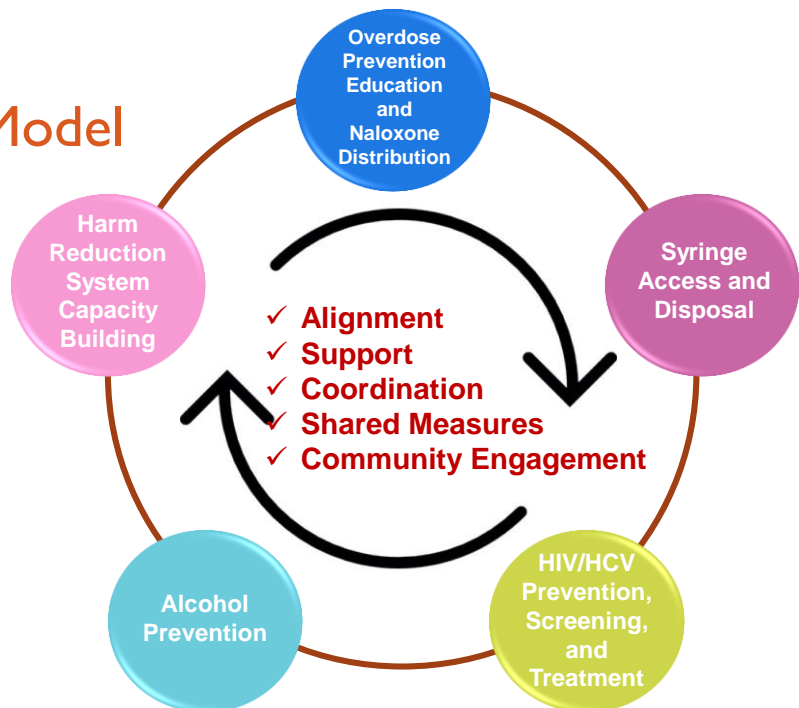 Model
Overdose
Prevention
Education
and
Naloxone
Distribution
Harm
Reduction
System
Capacity
Building
Syringe
Access and
Disposal
✓ Alignment
✓ Support
✓ Coordination
✓ Shared Measures
✓ Community Engagement
Alcohol
Prevention
HIV/HCV
Prevention,
Screening,
and
Treatment